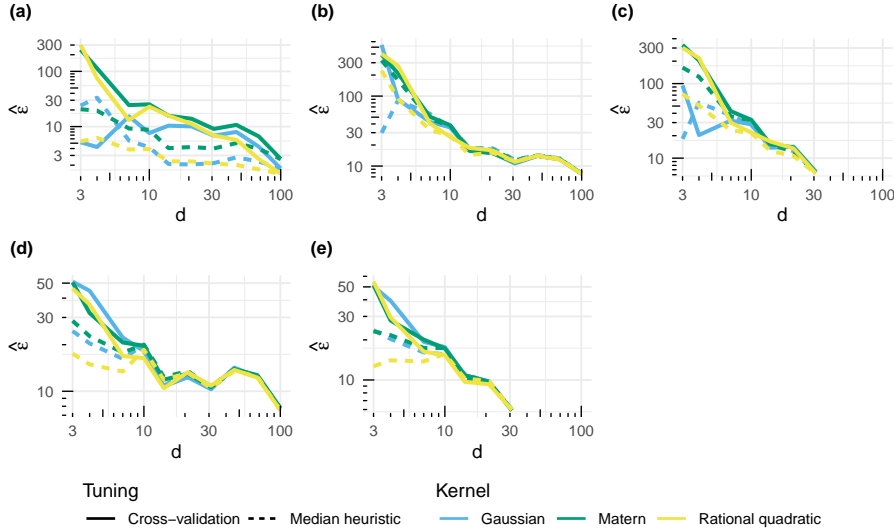 (a)
(b)
(c)
300
100
30
10
3
ε̂
3
10
30
100
d
300
100
30
10
ε̂
3
10
30
100
d
300
100
30
10
ε̂
3
10
30
100
d
(d)
(e)
50
30
10
ε̂
3
10
30
100
d
50
30
10
ε̂
3
10
30
100
d
Tuning
Kernel
Cross−validation
Median heuristic
Gaussian
Matern
Rational quadratic